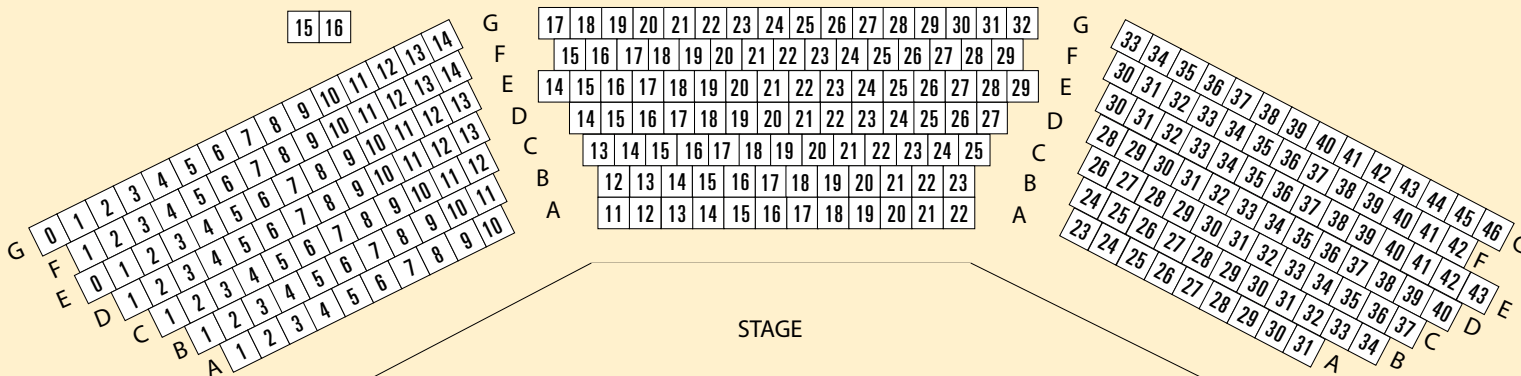 15 16
G 0 1 2 3 4 5 6 7 8 9 10 11 12 13 14 G
F 1 2 3 4 5 6 7 8 9 10 11 12 13 14 F
E 0 1 2 3 4 5 6 7 8 9 10 11 12 13 E
D 1 2 3 4 5 6 7 8 9 10 11 12 13 D
C 1 2 3 4 5 6 7 8 9 10 11 12 C
B 1 2 3 4 5 6 7 8 9 10 11 B
A 1 2 3 4 5 6 7 8 9 10 A
17 18 19 20 21 22 23 24 25 26 27 28 29 30 31 32
15 16 17 18 19 20 21 22 23 24 25 26 27 28 29
14 15 16 17 18 19 20 21 22 23 24 25 26 27 28 29
14 15 16 17 18 19 20 21 22 23 24 25 26 27
13 14 15 16 17 18 19 20 21 22 23 24 25
12 13 14 15 16 17 18 19 20 21 22 23
11 12 13 14 15 16 17 18 19 20 21 22
G 33 34 35 36 37 38 39 40 41 42 43 44 45 46 G
F 30 31 32 33 34 35 36 37 38 39 40 41 42 F
E 30 31 32 33 34 35 36 37 38 39 40 41 42 43 E
D 28 29 30 31 32 33 34 35 36 37 38 39 40 D
C 26 27 28 29 30 31 32 33 34 35 36 37 C
B 24 25 26 27 28 29 30 31 32 33 34 B
A 23 24 25 26 27 28 29 30 31 A
STAGE